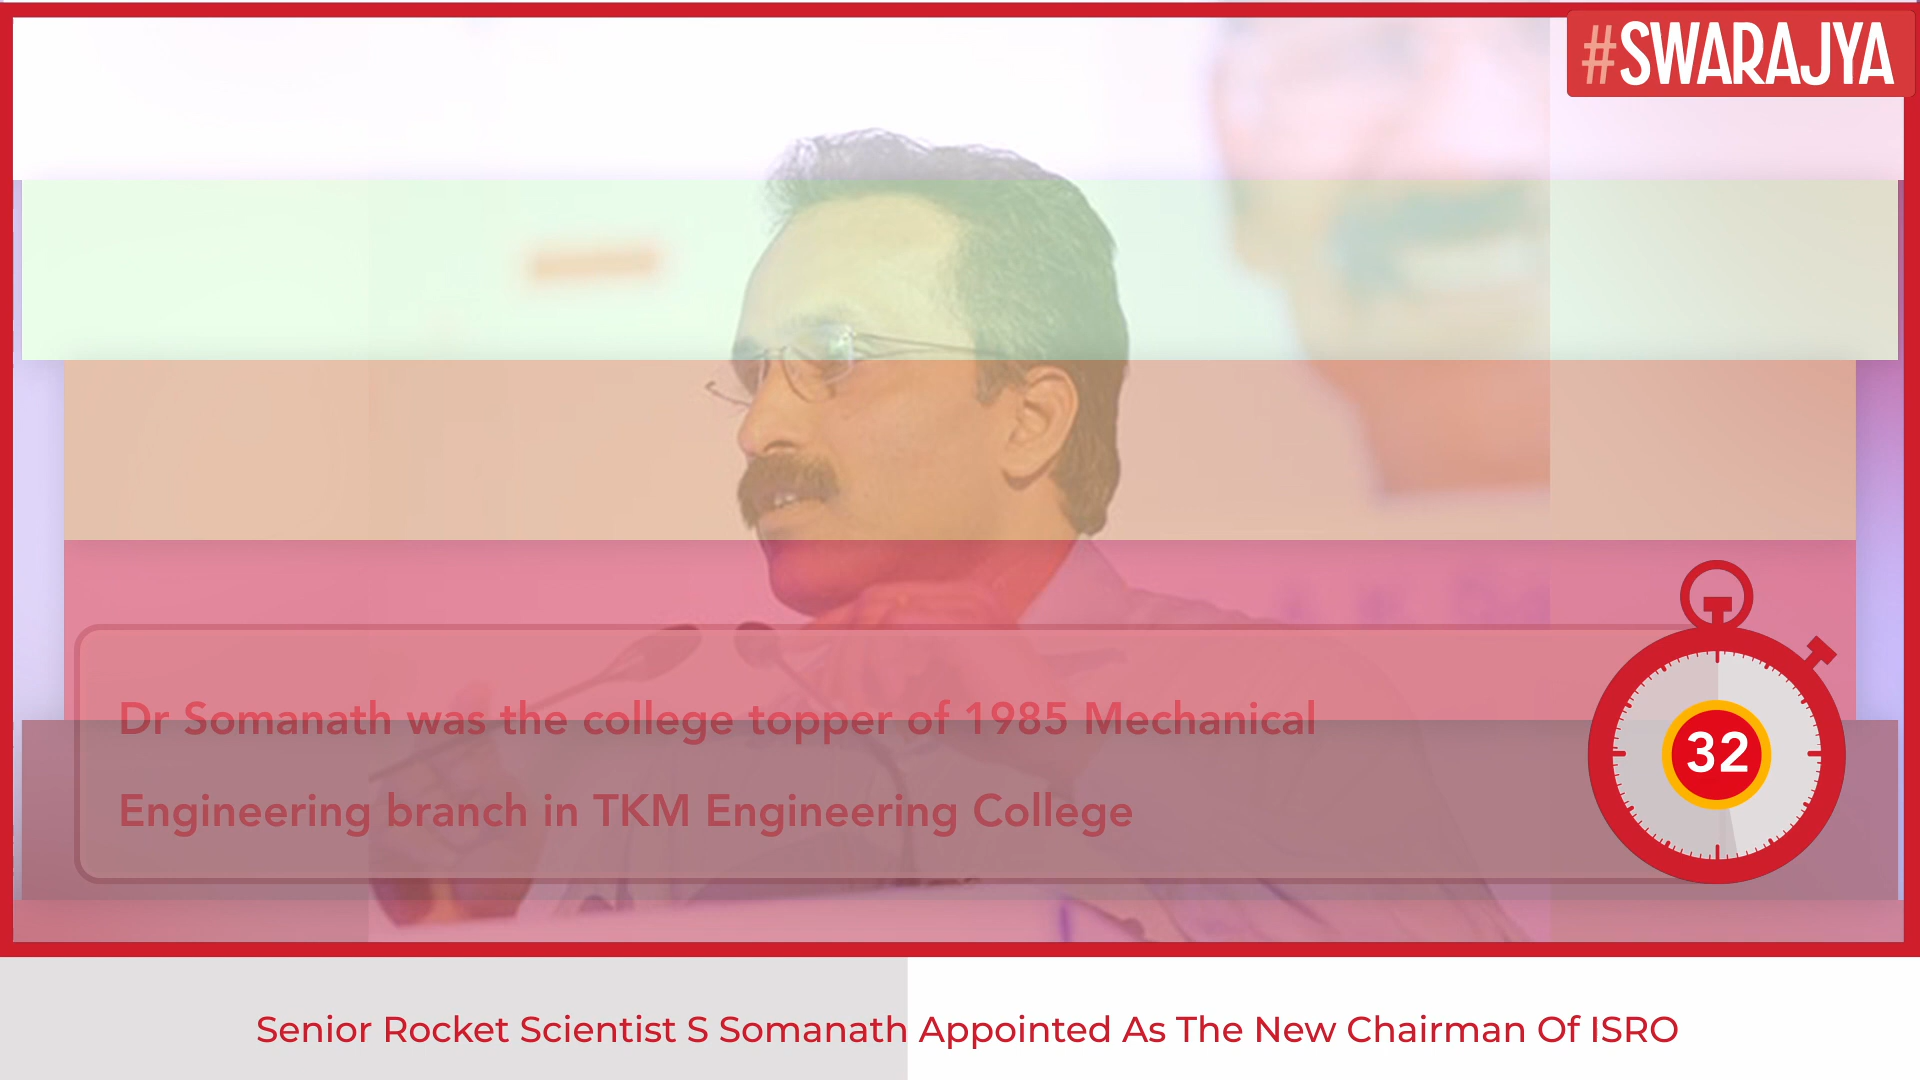 #SWARAJYA
Dr Somanath was the college topper of 1985 Mechanical
Engineering branch in TKM Engineering College
32
Senior Rocket Scientist S Somanath Appointed As The New Chairman Of ISRO